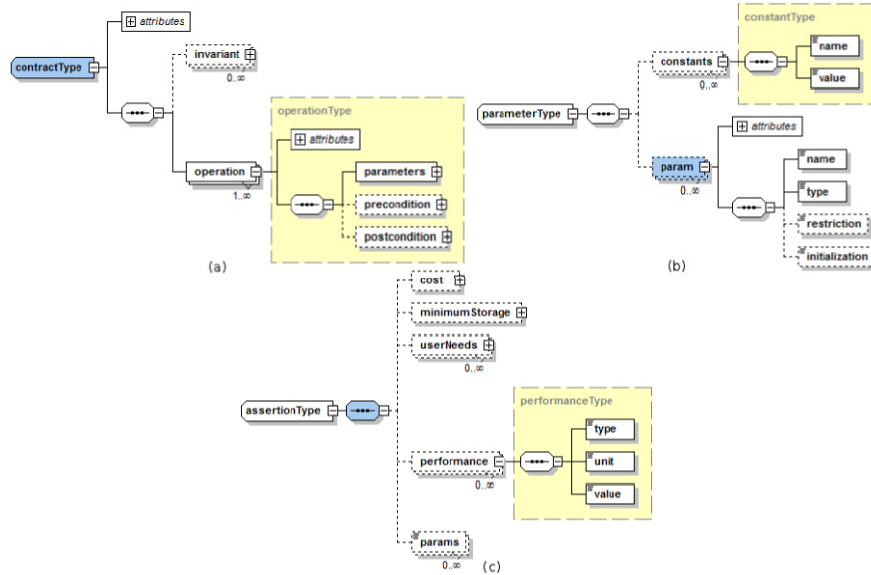 attributes
contractType
invariant
0..∞
operationType
attributes
operation
1..∞
parameters
precondition
postcondition
(a)
constantType
constants
0..∞
name
value
parameterType
attributes
param
0..∞
name
type
restriction
initialization
(b)
cost
minimumStorage
userNeeds
0..∞
assertionType
performanceType
performance
0..∞
type
unit
value
params
0..∞
(c)